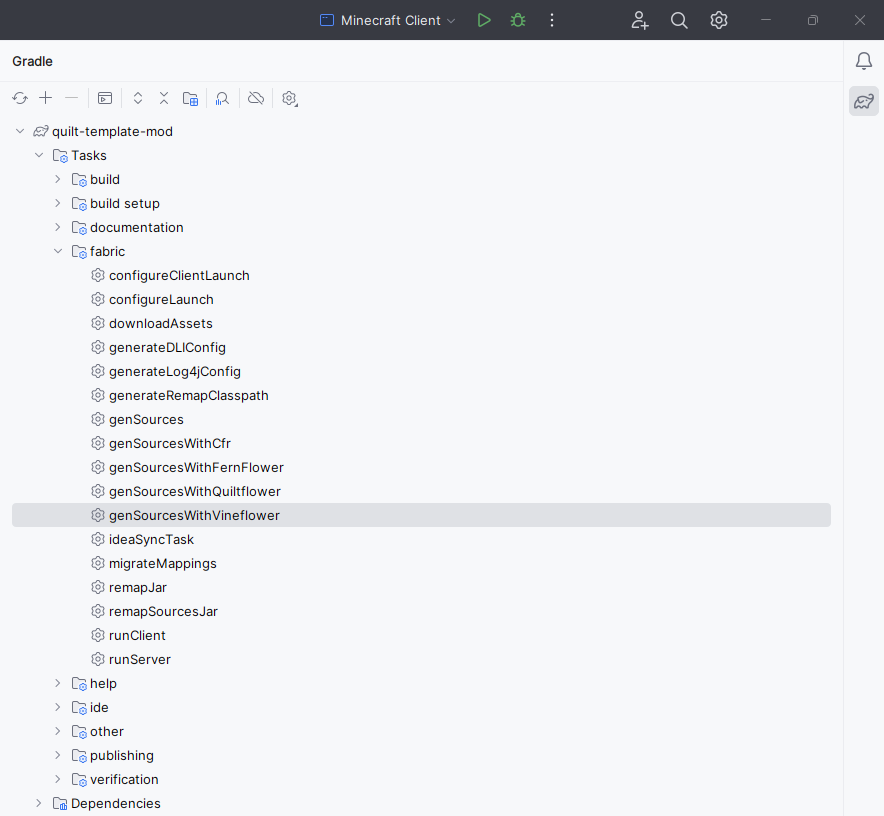 Minecraft Client
Gradle
quilt-template-mod
Tasks
build
build setup
documentation
fabric
configureClientLaunch
configureLaunch
downloadAssets
generateDLIConfig
generateLog4jConfig
generateRemapClasspath
genSources
genSourcesWithCfr
genSourcesWithFernFlower
genSourcesWithQuiltflower
genSourcesWithVineflower
ideaSyncTask
migrateMappings
remapJar
remapSourcesJar
runClient
runServer
help
ide
other
publishing
verification
Dependencies